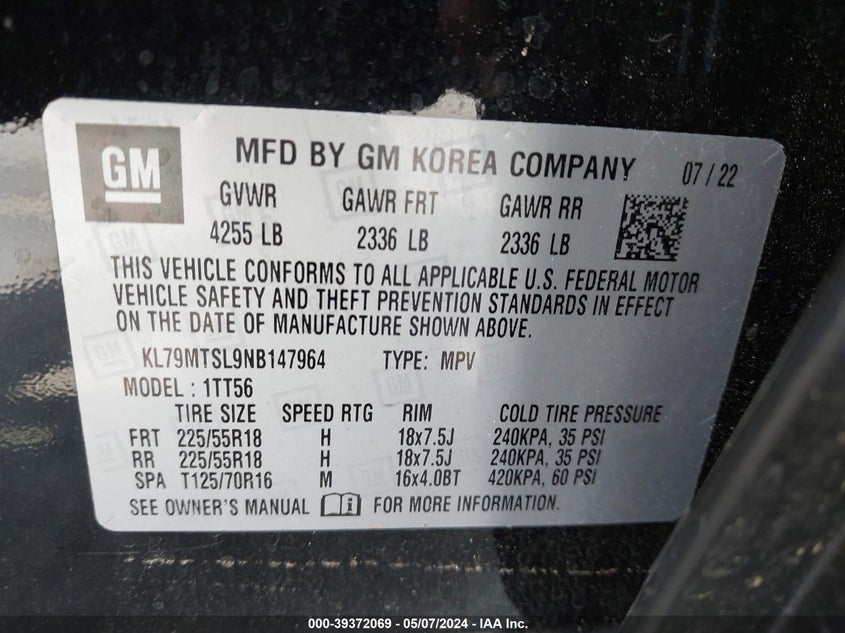 GM MFD BY GM KOREA COMPANY 07/22
GVWR GAWR FRT GAWR RR
4255 LB 2336 LB 2336 LB
THIS VEHICLE CONFORMS TO ALL APPLICABLE U.S. FEDERAL MOTOR
VEHICLE SAFETY AND THEFT PREVENTION STANDARDS IN EFFECT
ON THE DATE OF MANUFACTURE SHOWN ABOVE.
KL79MTSL9NB147964 TYPE: MPV
MODEL : 1TT56
TIRE SIZE SPEED RTG RIM COLD TIRE PRESSURE
FRT 225/55R18 H 18x7.5J 240KPA, 35 PSI
RR 225/55R18 H 18x7.5J 240KPA, 35 PSI
SPA T125/70R16 M 16x4.0BT 420KPA, 60 PSI
SEE OWNER'S MANUAL FOR MORE INFORMATION.
000-39372069 - 05/07/2024 - IAA Inc.